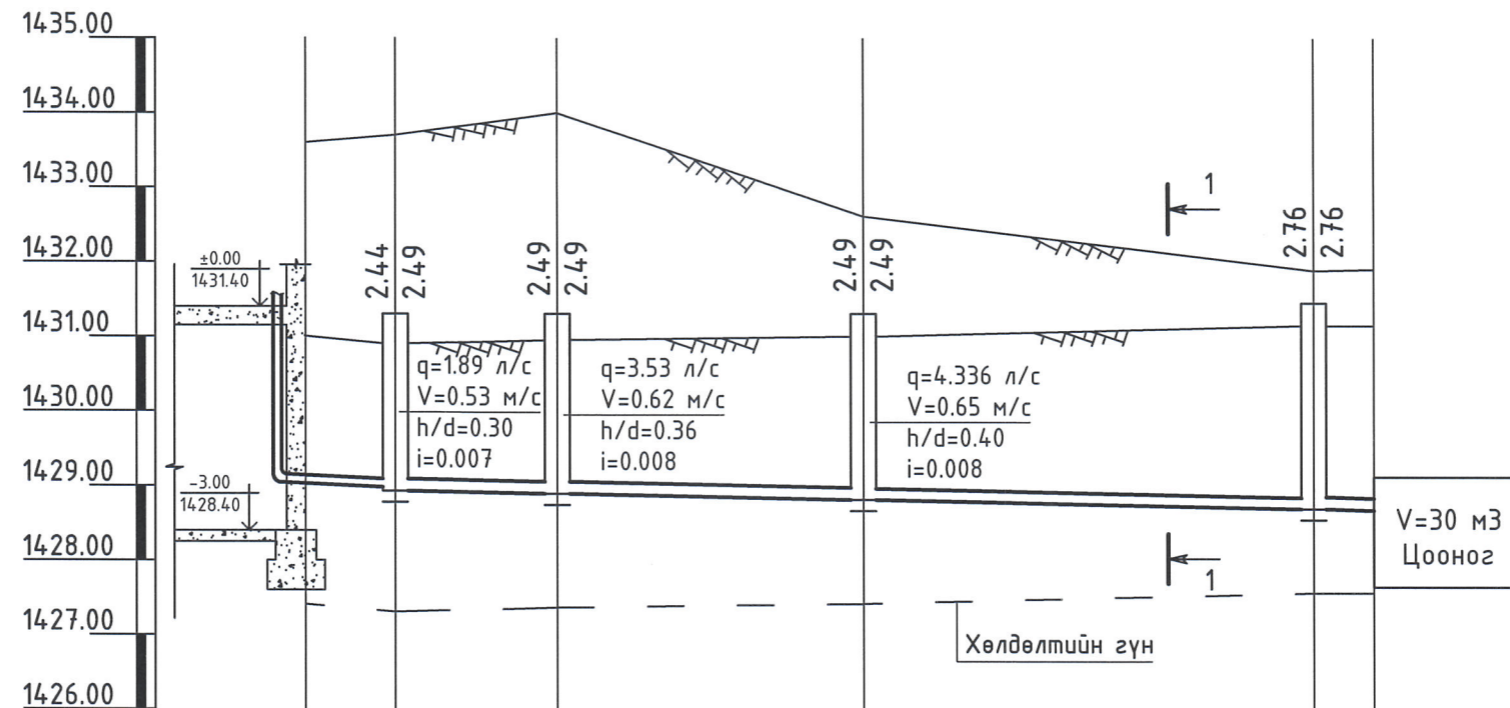 1435.00
1434.00
1433.00
1432.00
1431.00
1430.00
1429.00
1428.00
1427.00
1426.00
±0.00
1431.40
-3.00
1428.40
2.44
2.49
2.49
2.49
2.49
2.49
2.76
2.76
1
1
q=1.89 л/с
V=0.53 м/с
h/d=0.30
i=0.007
q=3.53 л/с
V=0.62 м/с
h/d=0.36
i=0.008
q=4.336 л/с
V=0.65 м/с
h/d=0.40
i=0.008
V=30 м3
Цооног
Хөлдөлтийн гүн